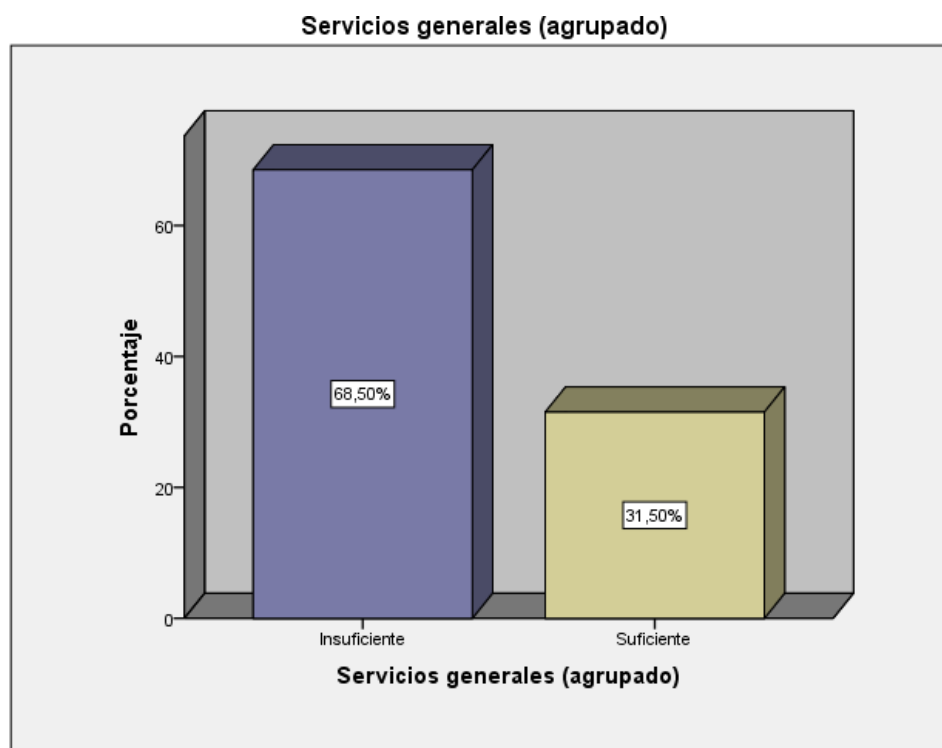 Servicios generales (agrupado)
Porcentaje
60
40
20
0
68,50%
31,50%
Insuficiente
Suficiente
Servicios generales (agrupado)